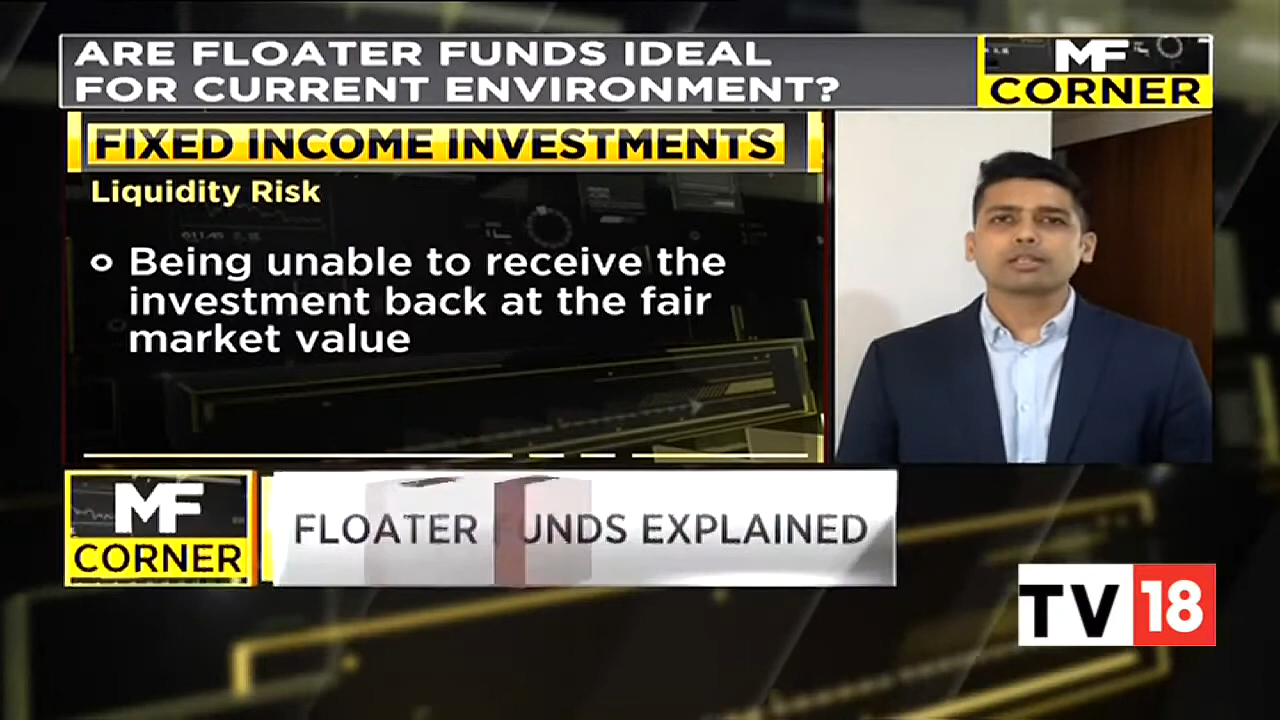 ARE FLOATER FUNDS IDEAL
FOR CURRENT ENVIRONMENT?
MF
CORNER
FIXED INCOME INVESTMENTS
Liquidity Risk
Being unable to receive the
investment back at the fair
market value
MF
CORNER
FLOATER FUNDS EXPLAINED
TV18